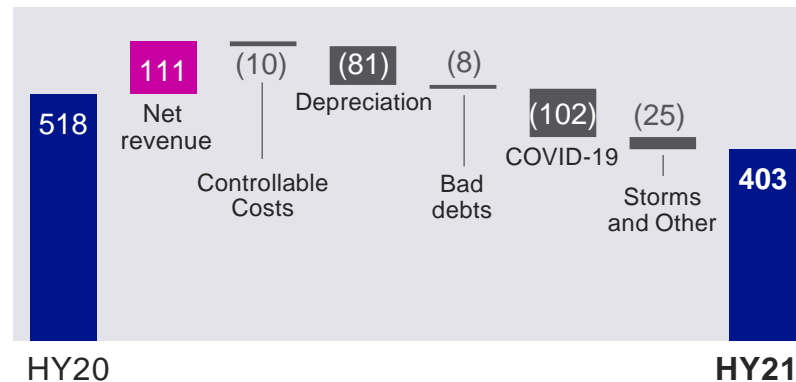 518
111
Net
revenue
(10)
Controllable
Costs
(81)
Depreciation
(8)
Bad
debts
(102)
COVID-19
(25)
Storms
and Other
403
HY20
HY21